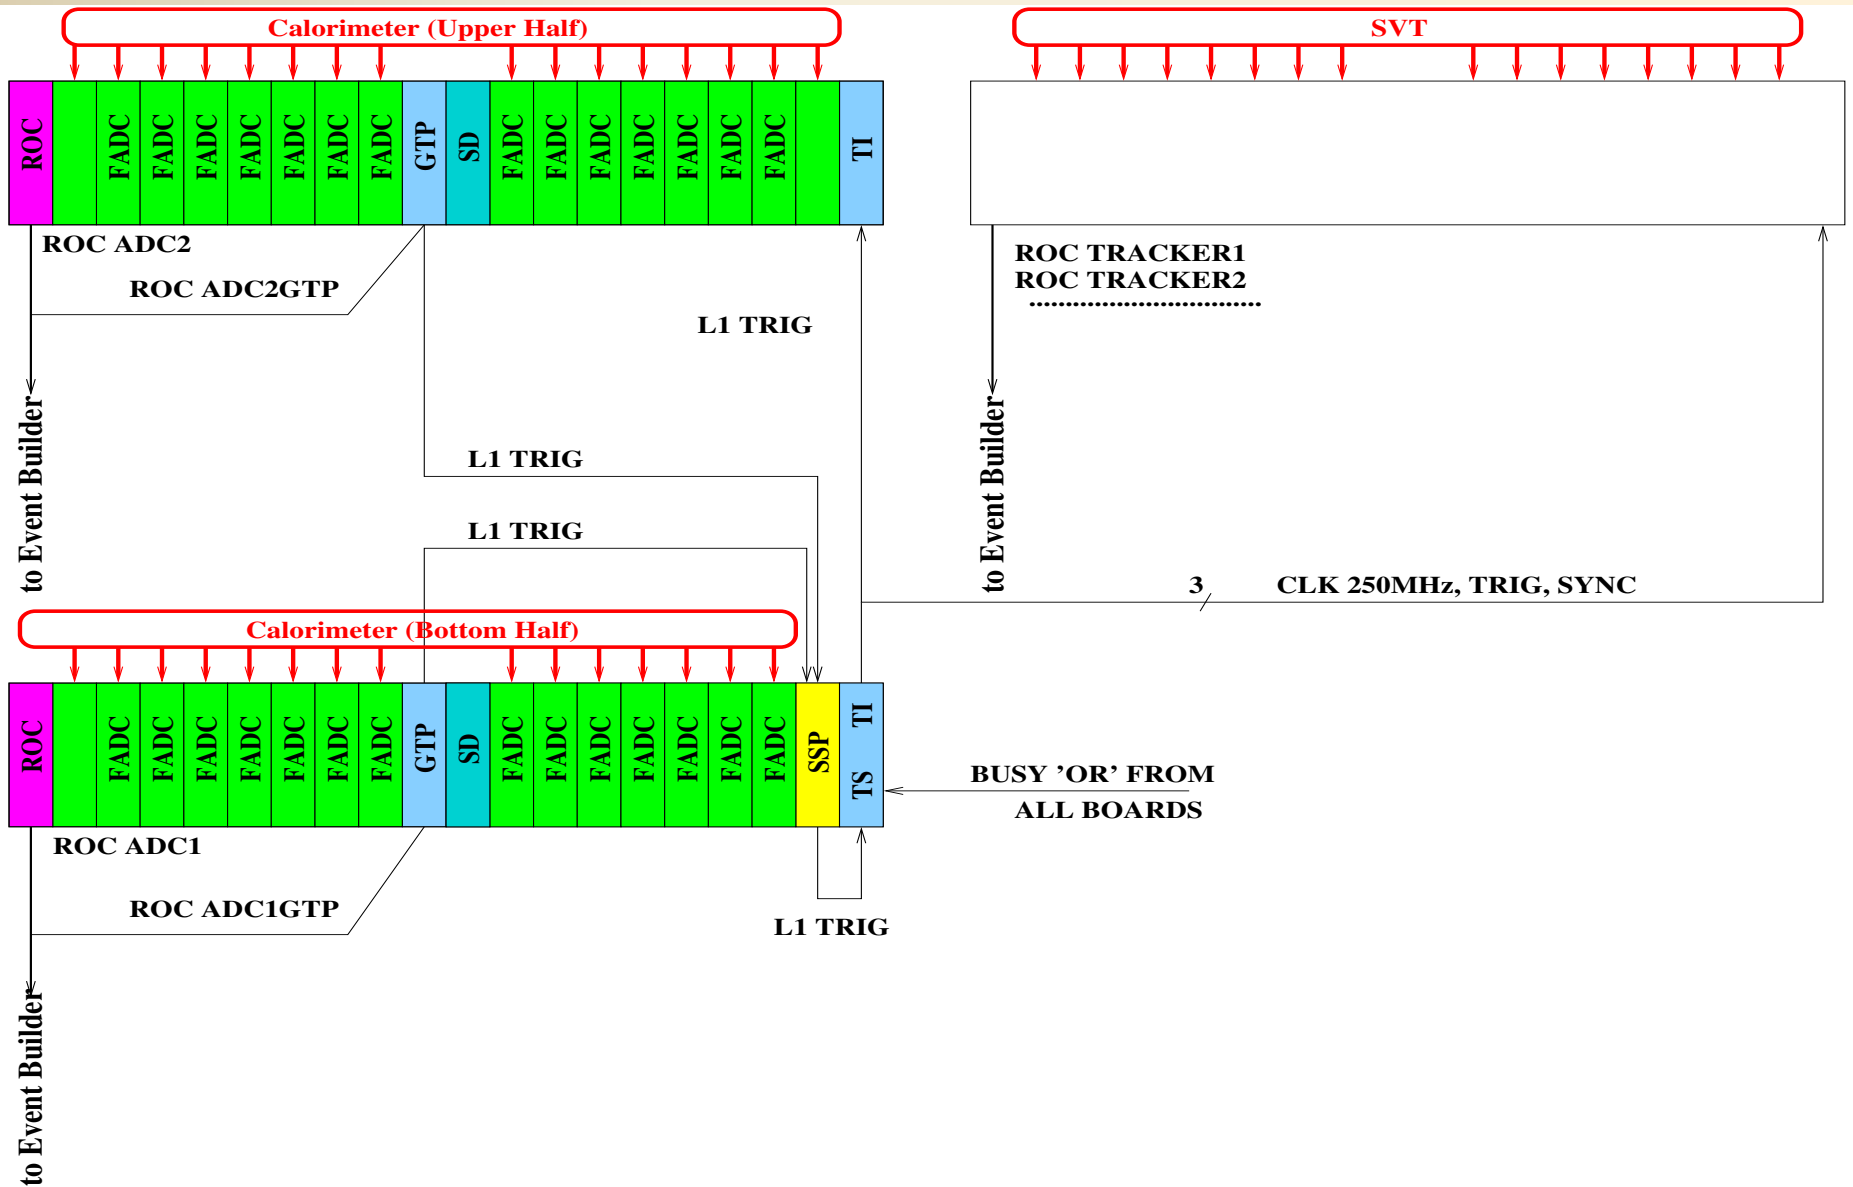 Calorimeter (Upper Half)
SVT
ROC
FADC
FADC
FADC
FADC
FADC
FADC
FADC
GTP
SD
FADC
FADC
FADC
FADC
FADC
FADC
FADC
TI
ROC ADC2
ROC ADC2GTP
to Event Builder
L1 TRIG
ROC TRACKER1
ROC TRACKER2
to Event Builder
L1 TRIG
L1 TRIG
3 CLK 250MHz, TRIG, SYNC
Calorimeter (Bottom Half)
ROC
FADC
FADC
FADC
FADC
FADC
FADC
FADC
GTP
SD
FADC
FADC
FADC
FADC
FADC
FADC
FADC
SSP
TS TI
BUSY ’OR’ FROM
ALL BOARDS
ROC ADC1
ROC ADC1GTP
L1 TRIG
to Event Builder